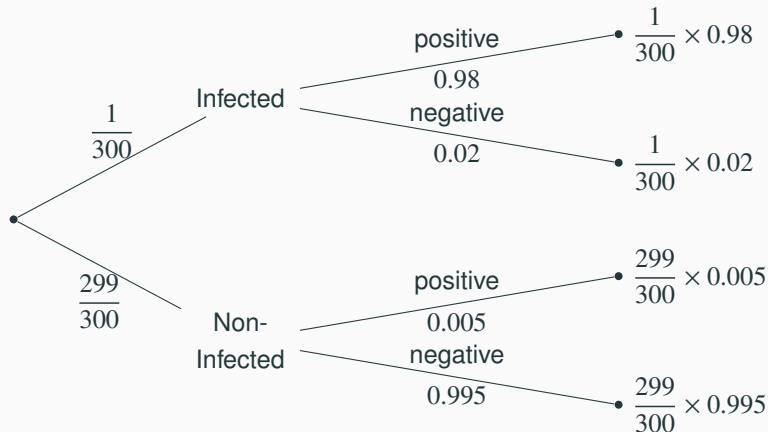 positive
1/300 × 0.98
0.98
Infected
negative
1/300
0.02
1/300 × 0.02
299/300
positive
299/300 × 0.005
0.005
Non-
Infected
negative
0.995
299/300 × 0.995